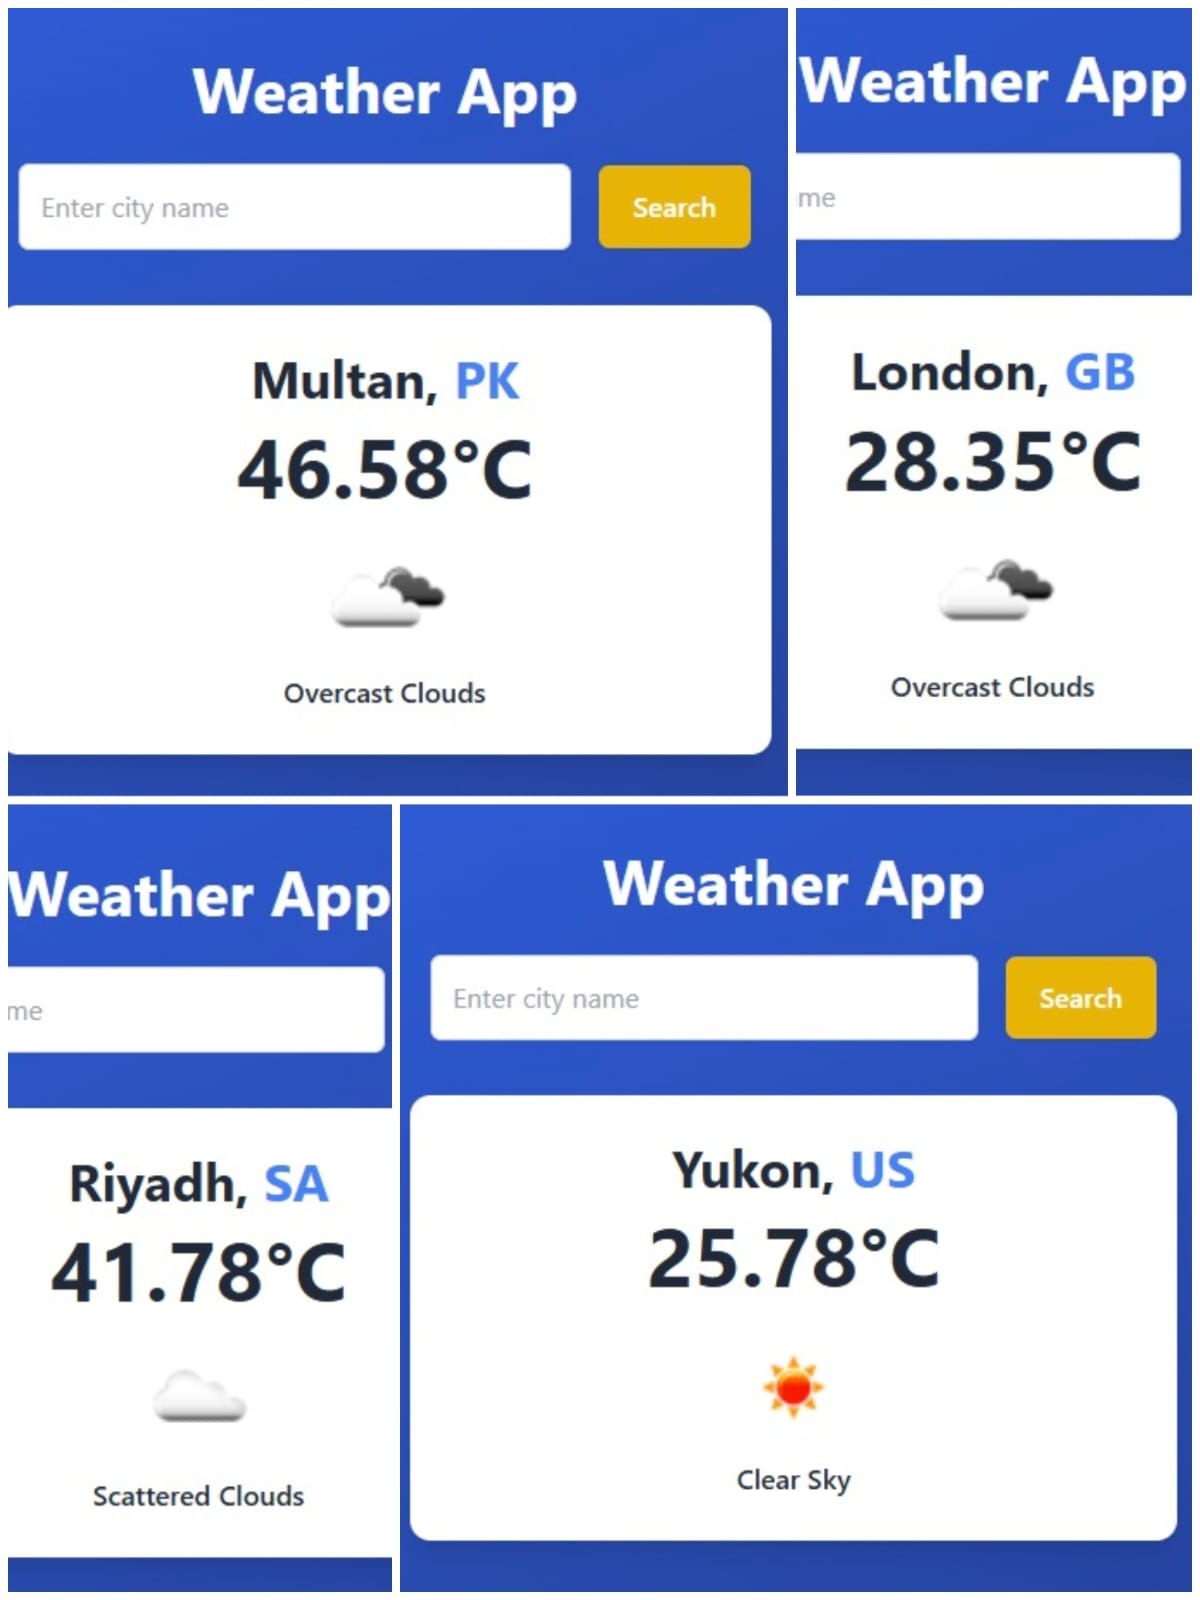 Weather App
Enter city name
Search
Multan, PK
46.58°C
Overcast Clouds
Weather App
me
London, GB
28.35°C
Overcast Clouds
Weather App
me
Riyadh, SA
41.78°C
Scattered Clouds
Weather App
Enter city name
Search
Yukon, US
25.78°C
Clear Sky